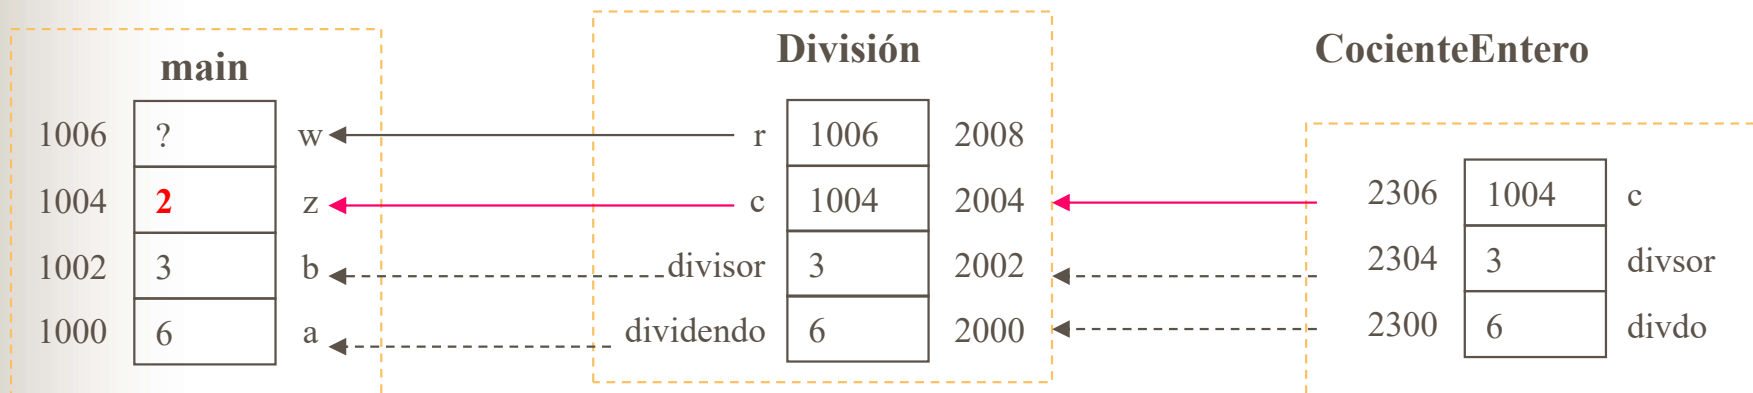 main
1006 ? w
1004 2 z
1002 3 b
1000 6 a
División
r 1006 2008
c 1004 2004
divisor 3 2002
dividendo 6 2000
CocienteEntero
2306 1004 c
2304 3 divsor
2300 6 divdo